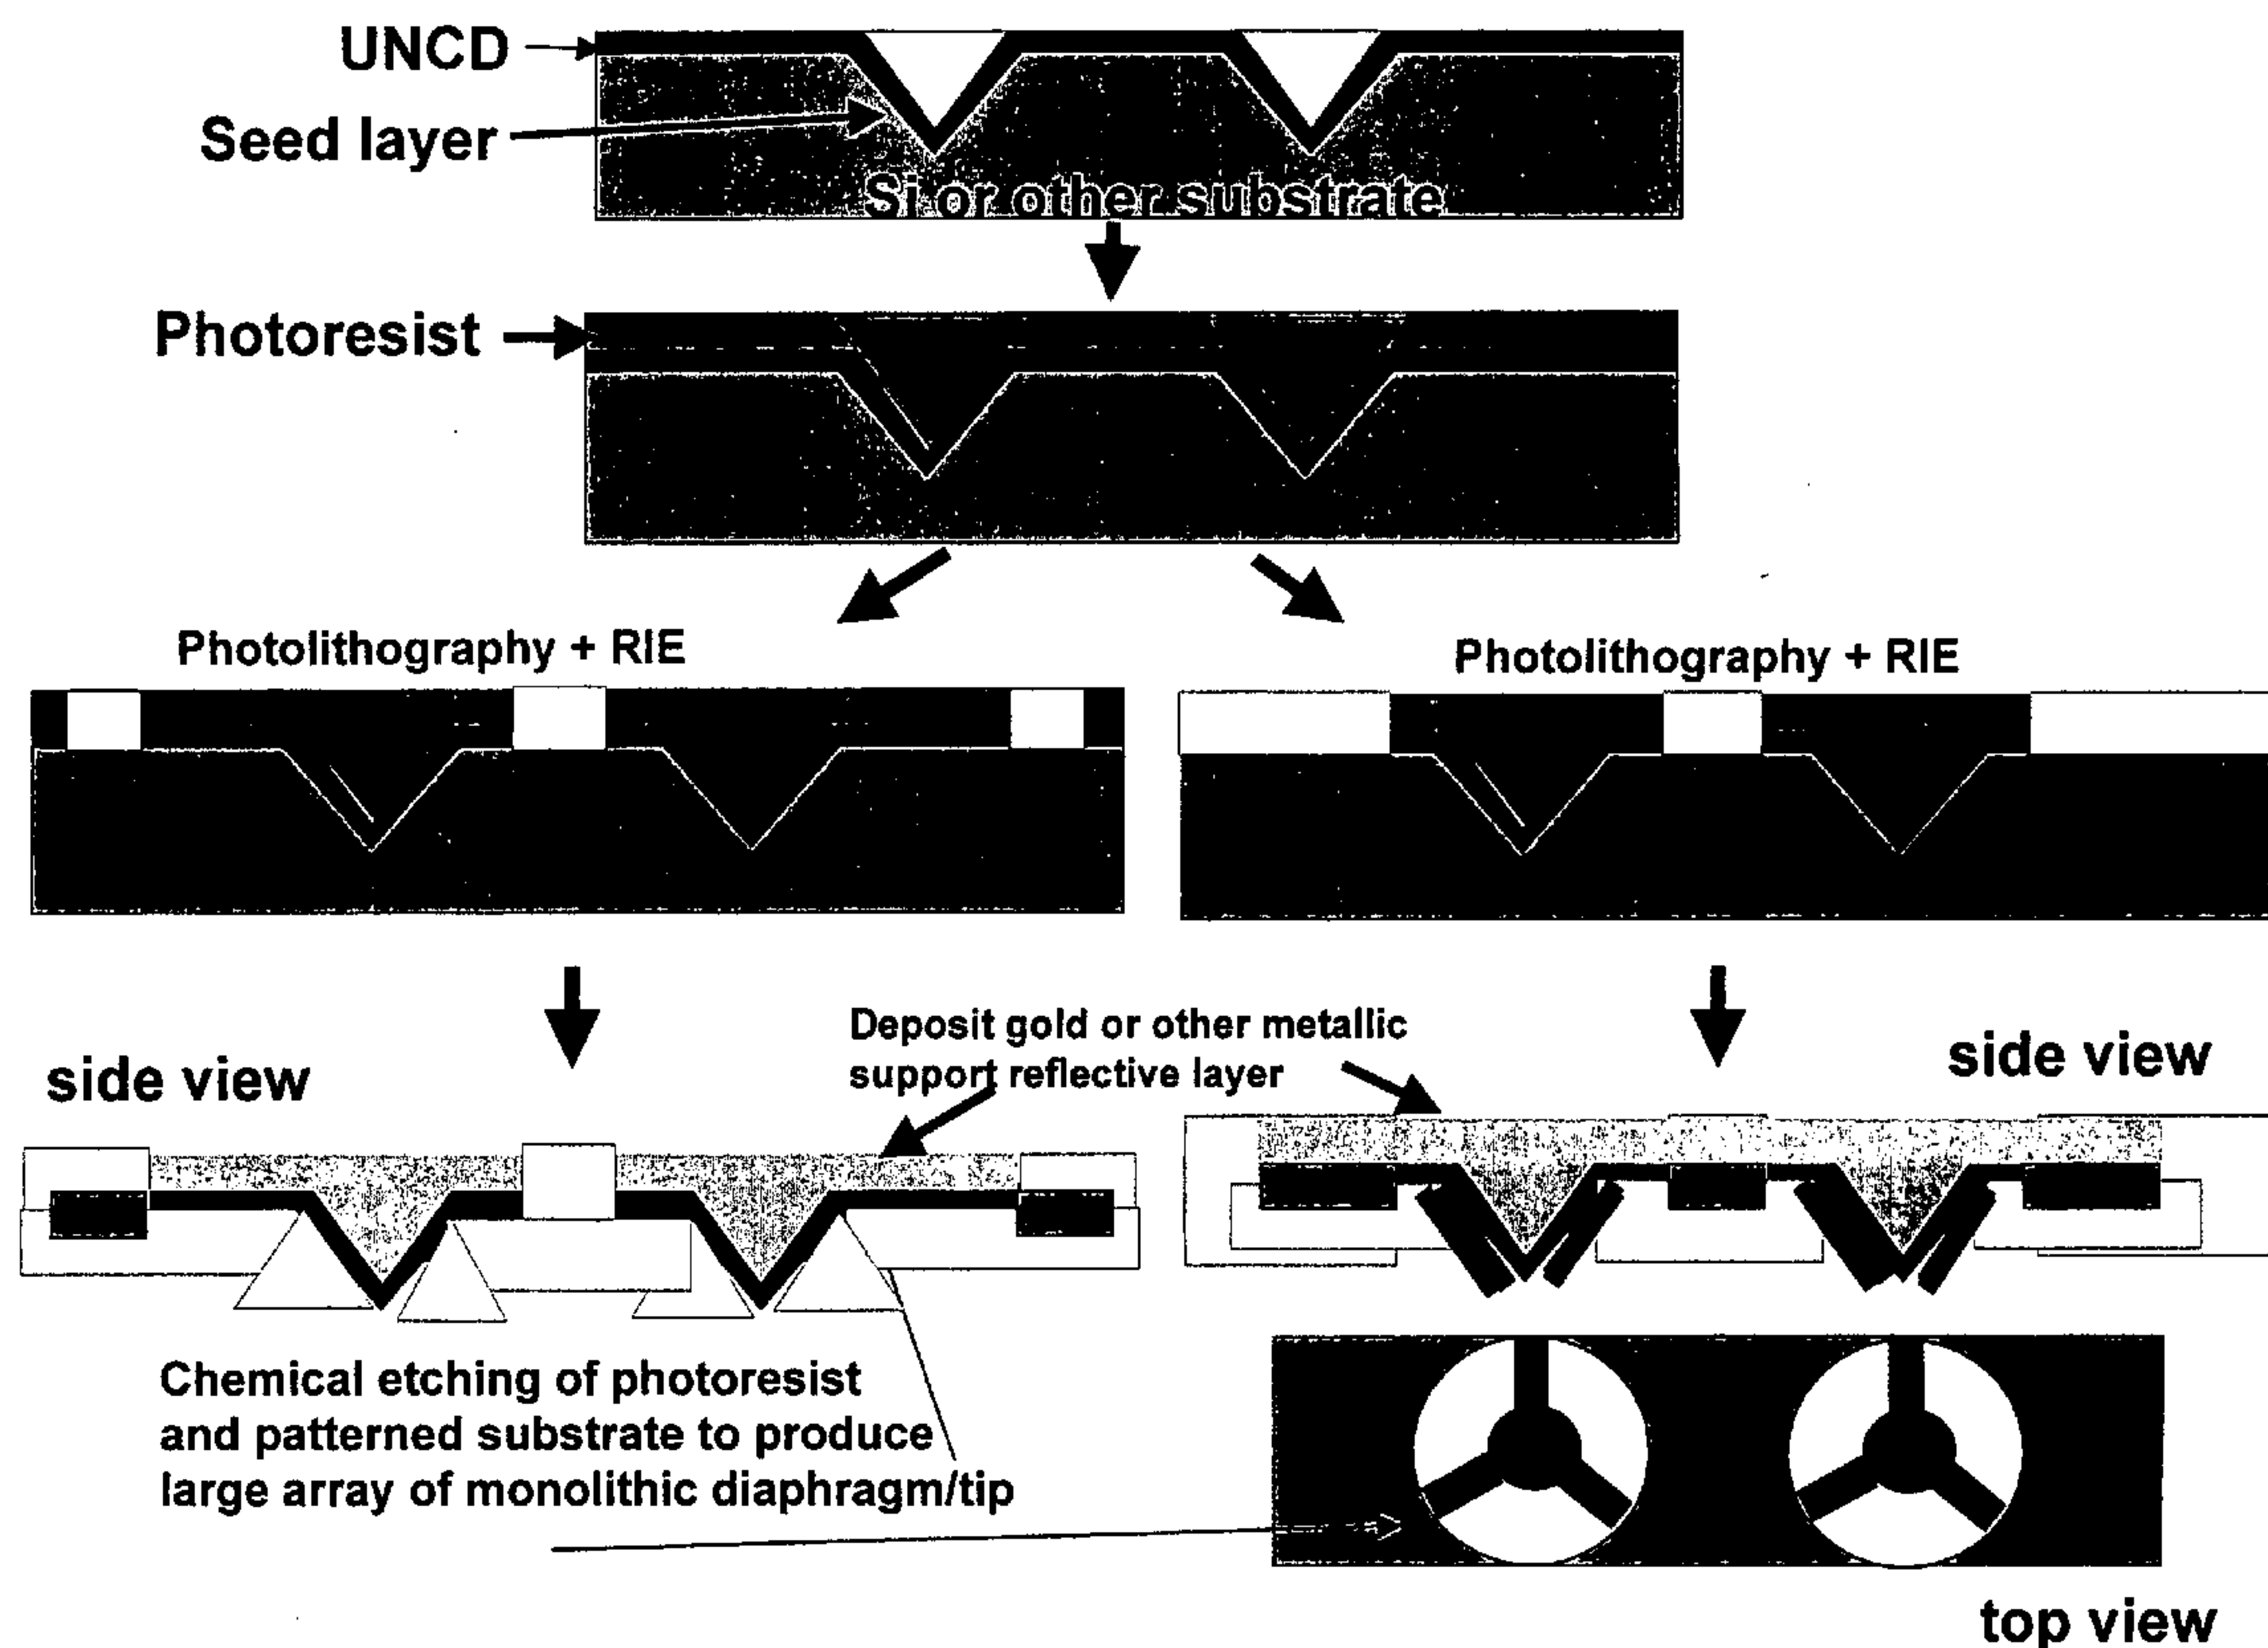 UNCD
Seed layer
Si or other substrate
Photoresist
Photolithography + RIE
Photolithography + RIE
Deposit gold or other metallic
support reflective layer
side view
side view
Chemical etching of photoresist
and patterned substrate to produce
large array of monolithic diaphragm/tip
top view